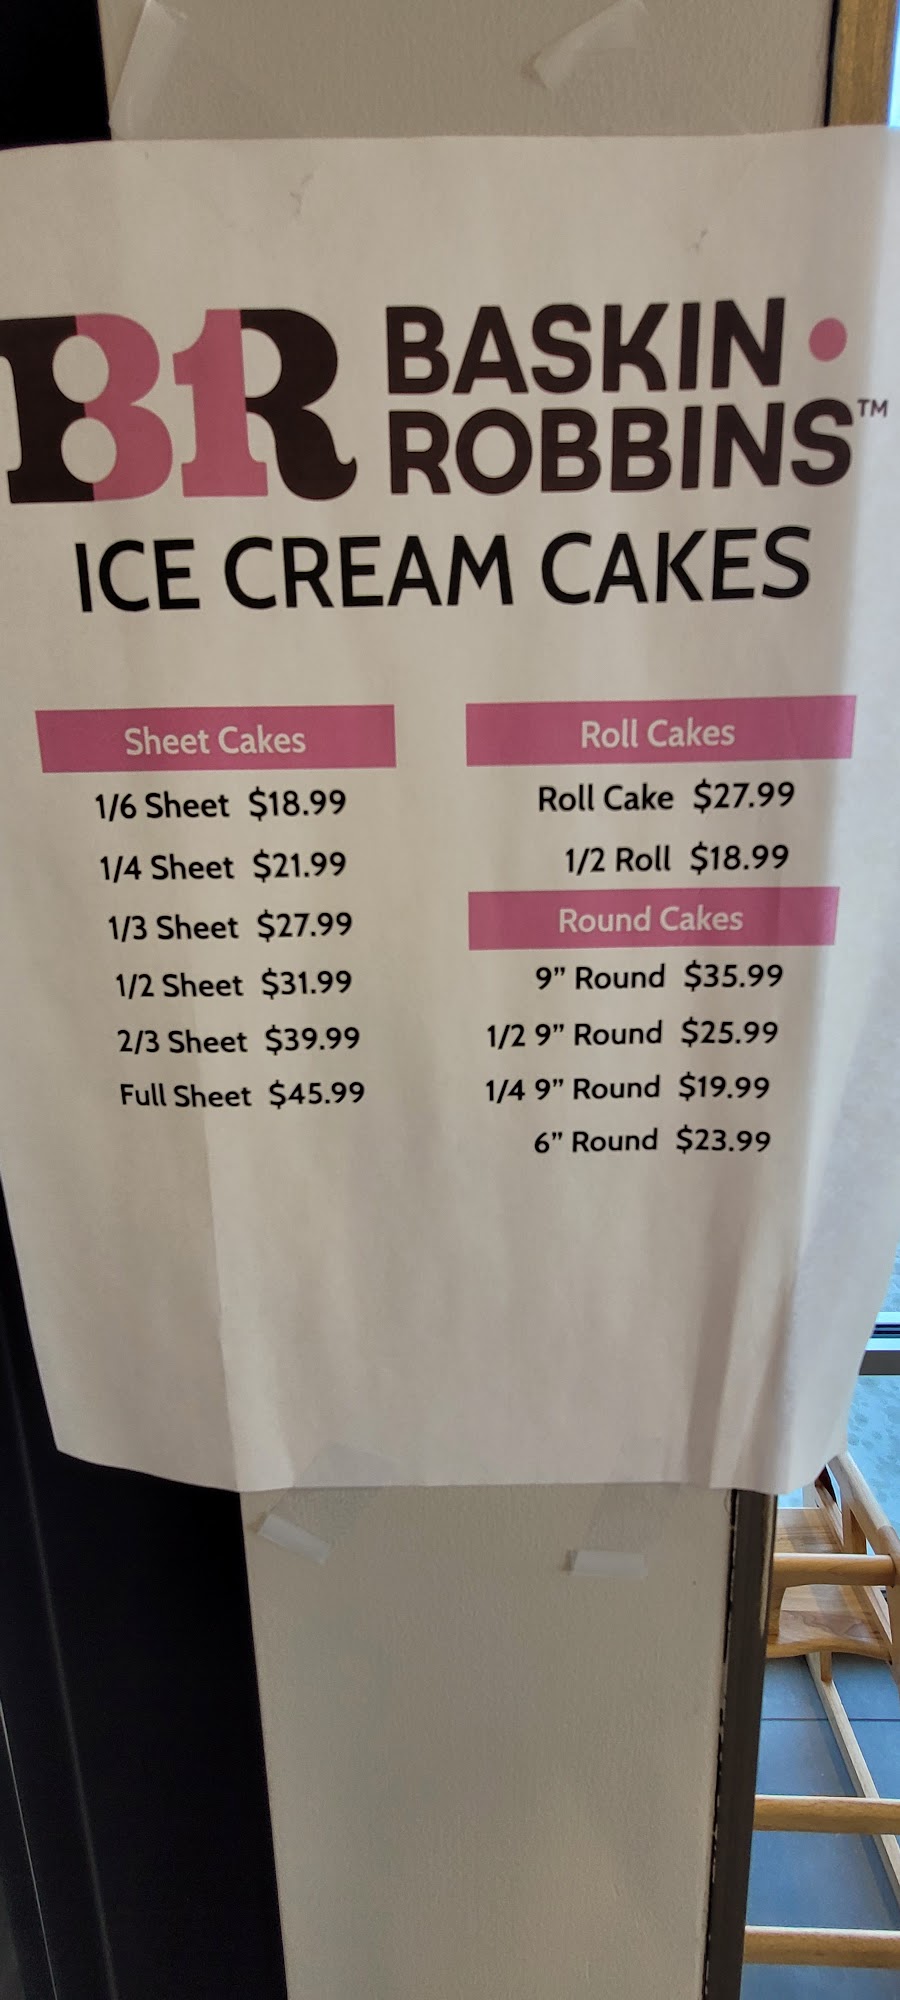 BR BASKIN
ROBBINS™
ICE CREAM CAKES
Sheet Cakes
1/6 Sheet $18.99
1/4 Sheet $21.99
1/3 Sheet $27.99
1/2 Sheet $31.99
2/3 Sheet $39.99
Full Sheet $45.99
Roll Cakes
Roll Cake $27.99
1/2 Roll $18.99
Round Cakes
9” Round $35.99
1/2 9” Round $25.99
1/4 9” Round $19.99
6” Round $23.99